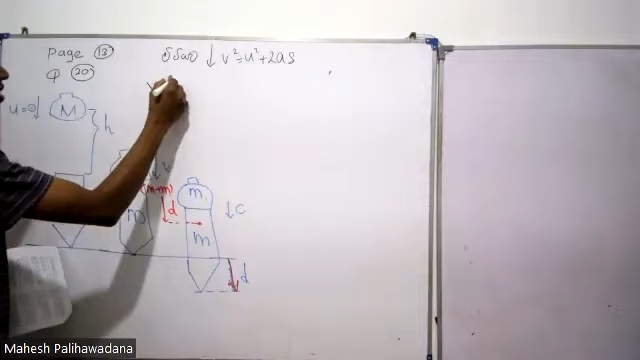 Page 13
Q 20
↓ v² = u² + 2as
u=0↓
M
h
(M+m)
d
m
m
m
↓c
d
Mahesh Palihawadana